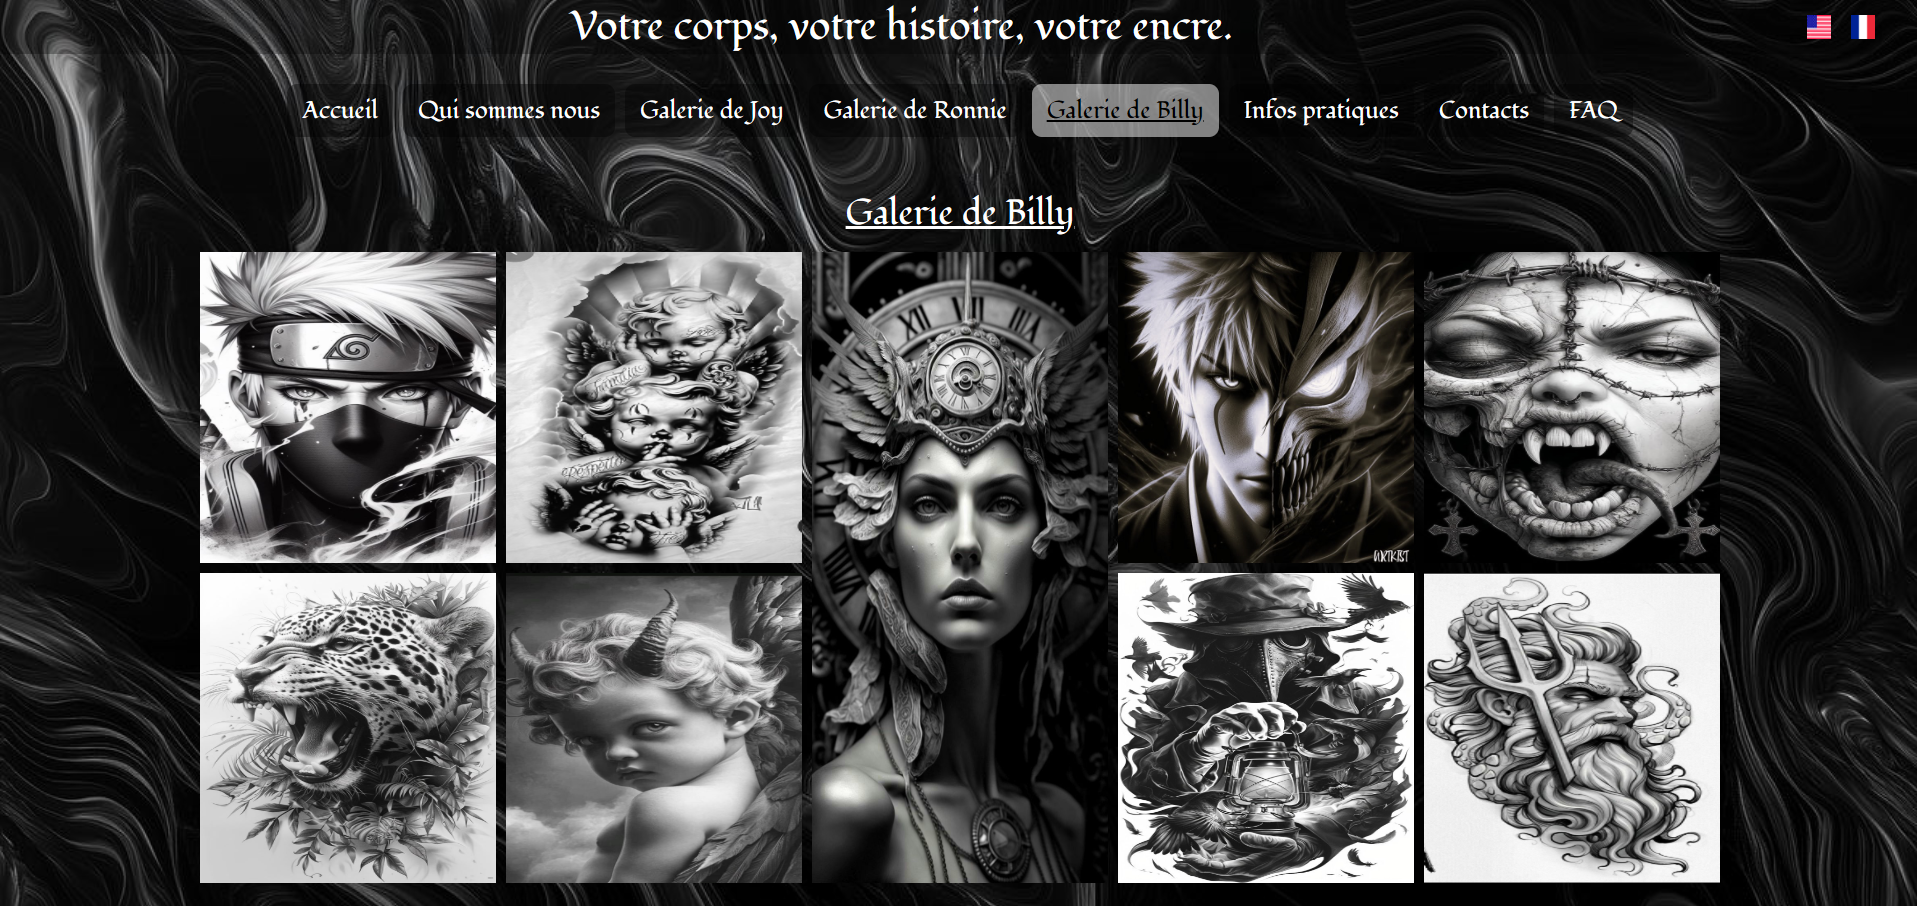 Votre corps, votre histoire, votre encre.
Accueil Qui sommes nous Galerie de Joy Galerie de Ronnie Galerie de Billy Infos pratiques Contacts FAQ
Galerie de Billy
XII